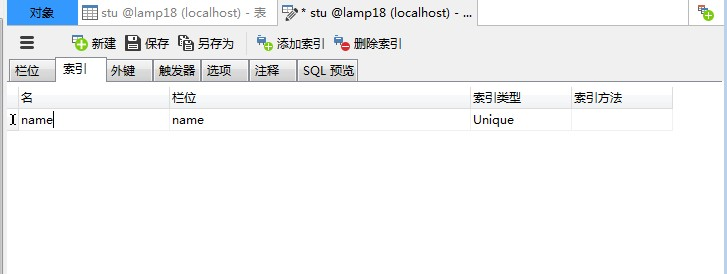 对象 stu @lamp18 (localhost) - 表 * stu @lamp18 (localhost) - ...
新建 保存 另存为 添加索引 删除索引
栏位 索引 外键 触发器 选项 注释 SQL 预览
名 栏位 索引类型 索引方法
name name Unique